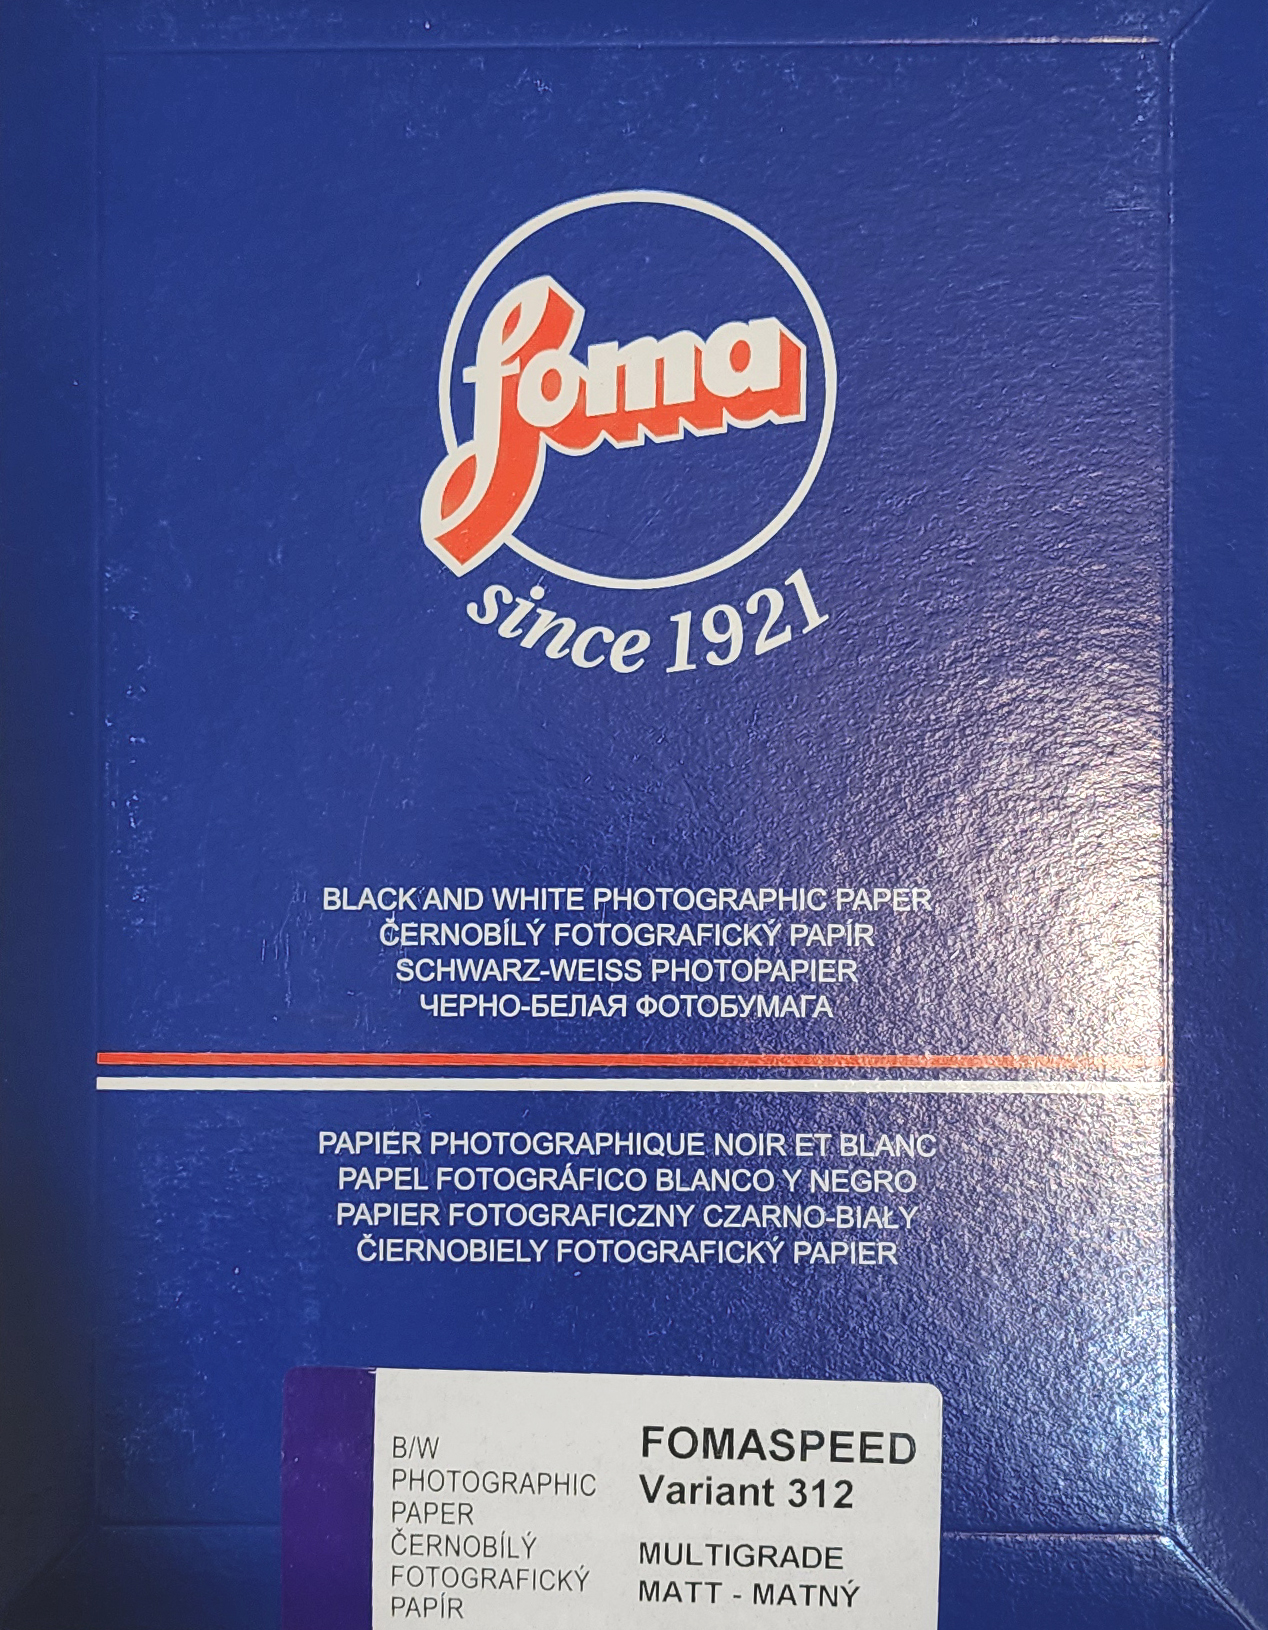 foma
since 1921
BLACK AND WHITE PHOTOGRAPHIC PAPER
ČERNOBÍLÝ FOTOGRAFICKÝ PAPÍR
SCHWARZ-WEISS PHOTOPAPIER
ЧЕРНО-БЕЛАЯ ФОТОБУМАГА
PAPIER PHOTOGRAPHIQUE NOIR ET BLANC
PAPEL FOTOGRÁFICO BLANCO Y NEGRO
PAPIER FOTOGRAFICZNY CZARNO-BIAŁY
ČIERNOBIELY FOTOGRAFICKÝ PAPIER
B/W
PHOTOGRAPHIC
PAPER
ČERNOBÍLÝ
FOTOGRAFICKÝ
PAPÍR
FOMASPEED
Variant 312
MULTIGRADE
MATT - MATNÝ